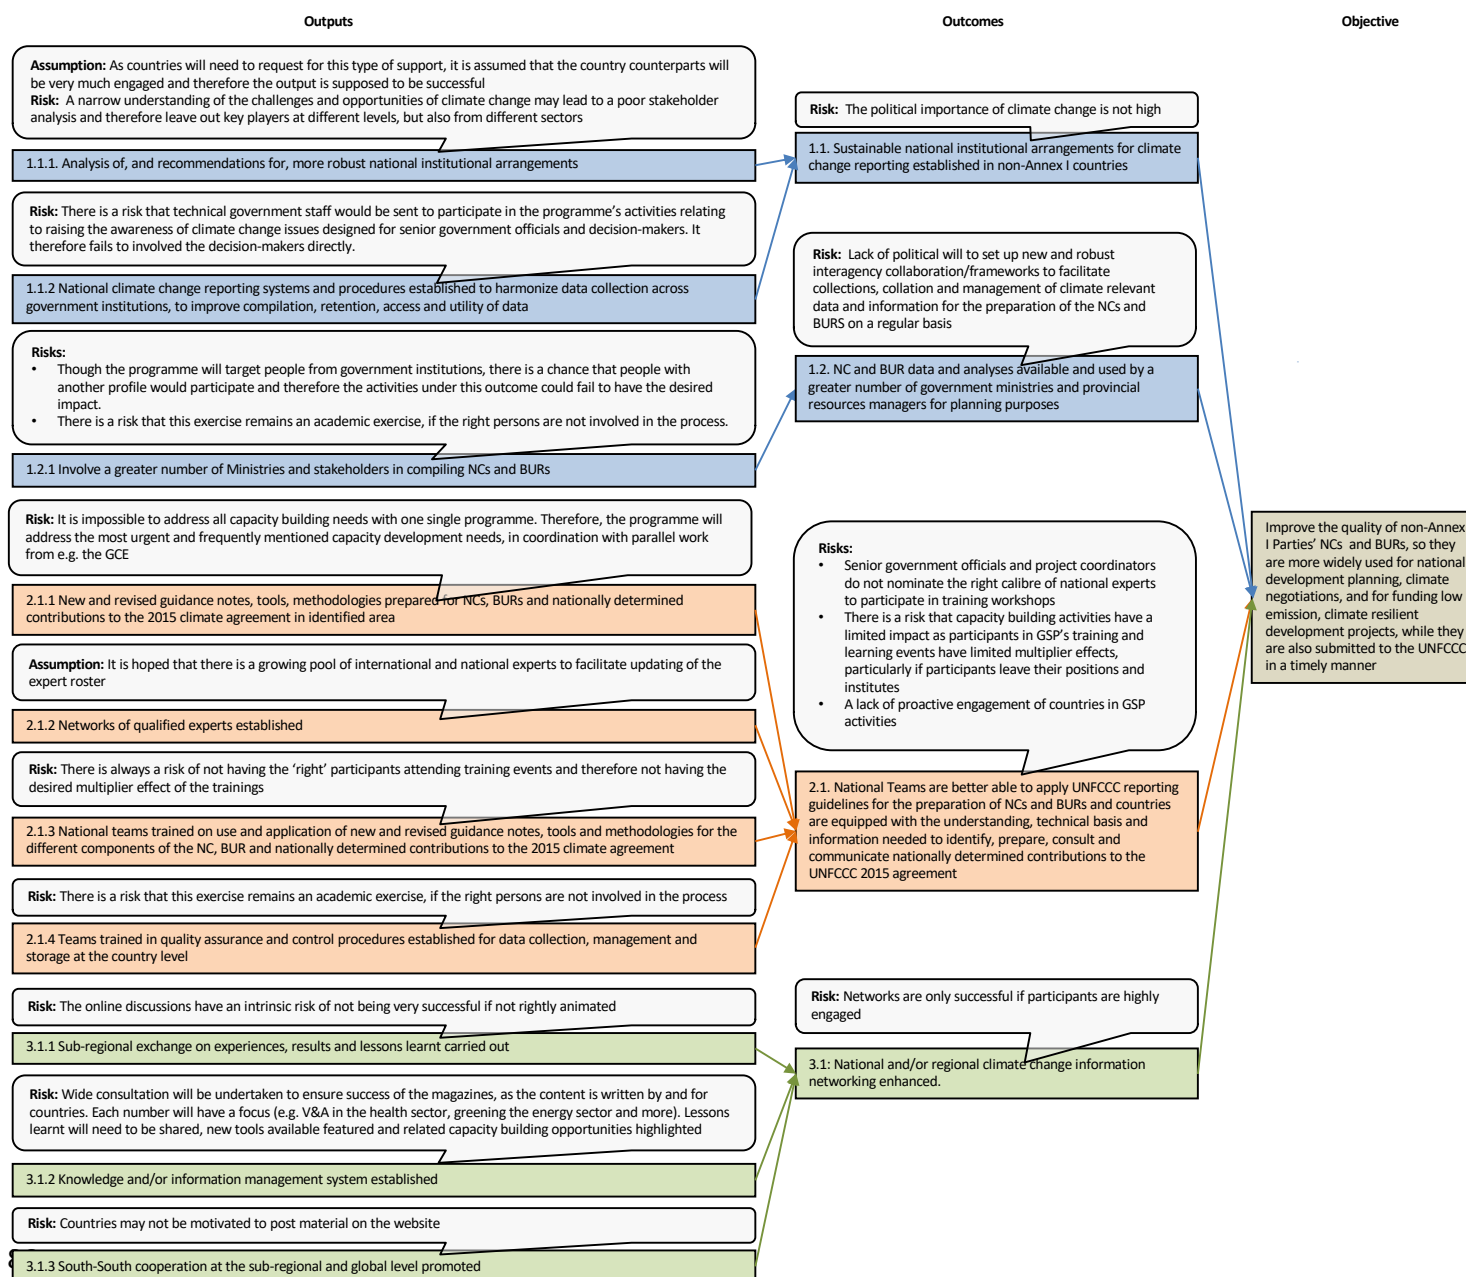 Outputs
Outcomes
Objective
Assumption: As countries will need to request for this type of support, it is assumed that the country counterparts will
be very much engaged and therefore the output is supposed to be successful
Risk: A narrow understanding of the challenges and opportunities of climate change may lead to a poor stakeholder
analysis and therefore leave out key players at different levels, but also from different sectors
1.1.1. Analysis of, and recommendations for, more robust national institutional arrangements
Risk: There is a risk that technical government staff would be sent to participate in the programme’s activities relating
to raising the awareness of climate change issues designed for senior government officials and decision-makers. It
therefore fails to involved the decision-makers directly.
1.1.2 National climate change reporting systems and procedures established to harmonize data collection across
government institutions, to improve compilation, retention, access and utility of data
Risks:
• Though the programme will target people from government institutions, there is a chance that people with
another profile would participate and therefore the activities under this outcome could fail to have the desired
impact.
• There is a risk that this exercise remains an academic exercise, if the right persons are not involved in the process.
1.2.1 Involve a greater number of Ministries and stakeholders in compiling NCs and BURs
Risk: It is impossible to address all capacity building needs with one single programme. Therefore, the programme will
address the most urgent and frequently mentioned capacity development needs, in coordination with parallel work
from e.g. the GCE
2.1.1 New and revised guidance notes, tools, methodologies prepared for NCs, BURs and nationally determined
contributions to the 2015 climate agreement in identified area
Assumption: It is hoped that there is a growing pool of international and national experts to facilitate updating of the
expert roster
2.1.2 Networks of qualified experts established
Risk: There is always a risk of not having the ‘right’ participants attending training events and therefore not having the
desired multiplier effect of the trainings
2.1.3 National teams trained on use and application of new and revised guidance notes, tools and methodologies for the
different components of the NC, BUR and nationally determined contributions to the 2015 climate agreement
Risk: There is a risk that this exercise remains an academic exercise, if the right persons are not involved in the process
2.1.4 Teams trained in quality assurance and control procedures established for data collection, management and
storage at the country level
Risk: The online discussions have an intrinsic risk of not being very successful if not rightly animated
3.1.1 Sub-regional exchange on experiences, results and lessons learnt carried out
Risk: Wide consultation will be undertaken to ensure success of the magazines, as the content is written by and for
countries. Each number will have a focus (e.g. V&A in the health sector, greening the energy sector and more). Lessons
learnt will need to be shared, new tools available featured and related capacity building opportunities highlighted
3.1.2 Knowledge and/or information management system established
Risk: Countries may not be motivated to post material on the website
3.1.3 South-South cooperation at the sub-regional and global level promoted
Risk: The political importance of climate change is not high
1.1. Sustainable national institutional arrangements for climate
change reporting established in non-Annex I countries
Risk: Lack of political will to set up new and robust
interagency collaboration/frameworks to facilitate
collections, collation and management of climate relevant
data and information for the preparation of the NCs and
BURS on a regular basis
1.2. NC and BUR data and analyses available and used by a
greater number of government ministries and provincial
resources managers for planning purposes
Risks:
• Senior government officials and project coordinators
do not nominate the right calibre of national experts
to participate in training workshops
• There is a risk that capacity building activities have a
limited impact as participants in GSP’s training and
learning events have limited multiplier effects,
particularly if participants leave their positions and
institutes
• A lack of proactive engagement of countries in GSP
activities
2.1. National Teams are better able to apply UNFCCC reporting
guidelines for the preparation of NCs and BURs and countries
are equipped with the understanding, technical basis and
information needed to identify, prepare, consult and
communicate nationally determined contributions to the
UNFCCC 2015 agreement
Risk: Networks are only successful if participants are highly
engaged
3.1: National and/or regional climate change information
networking enhanced.
Improve the quality of non-Annex
I Parties’ NCs and BURs, so they
are more widely used for national
development planning, climate
negotiations, and for funding low
emission, climate resilient
development projects, while they
are also submitted to the UNFCCC
in a timely manner